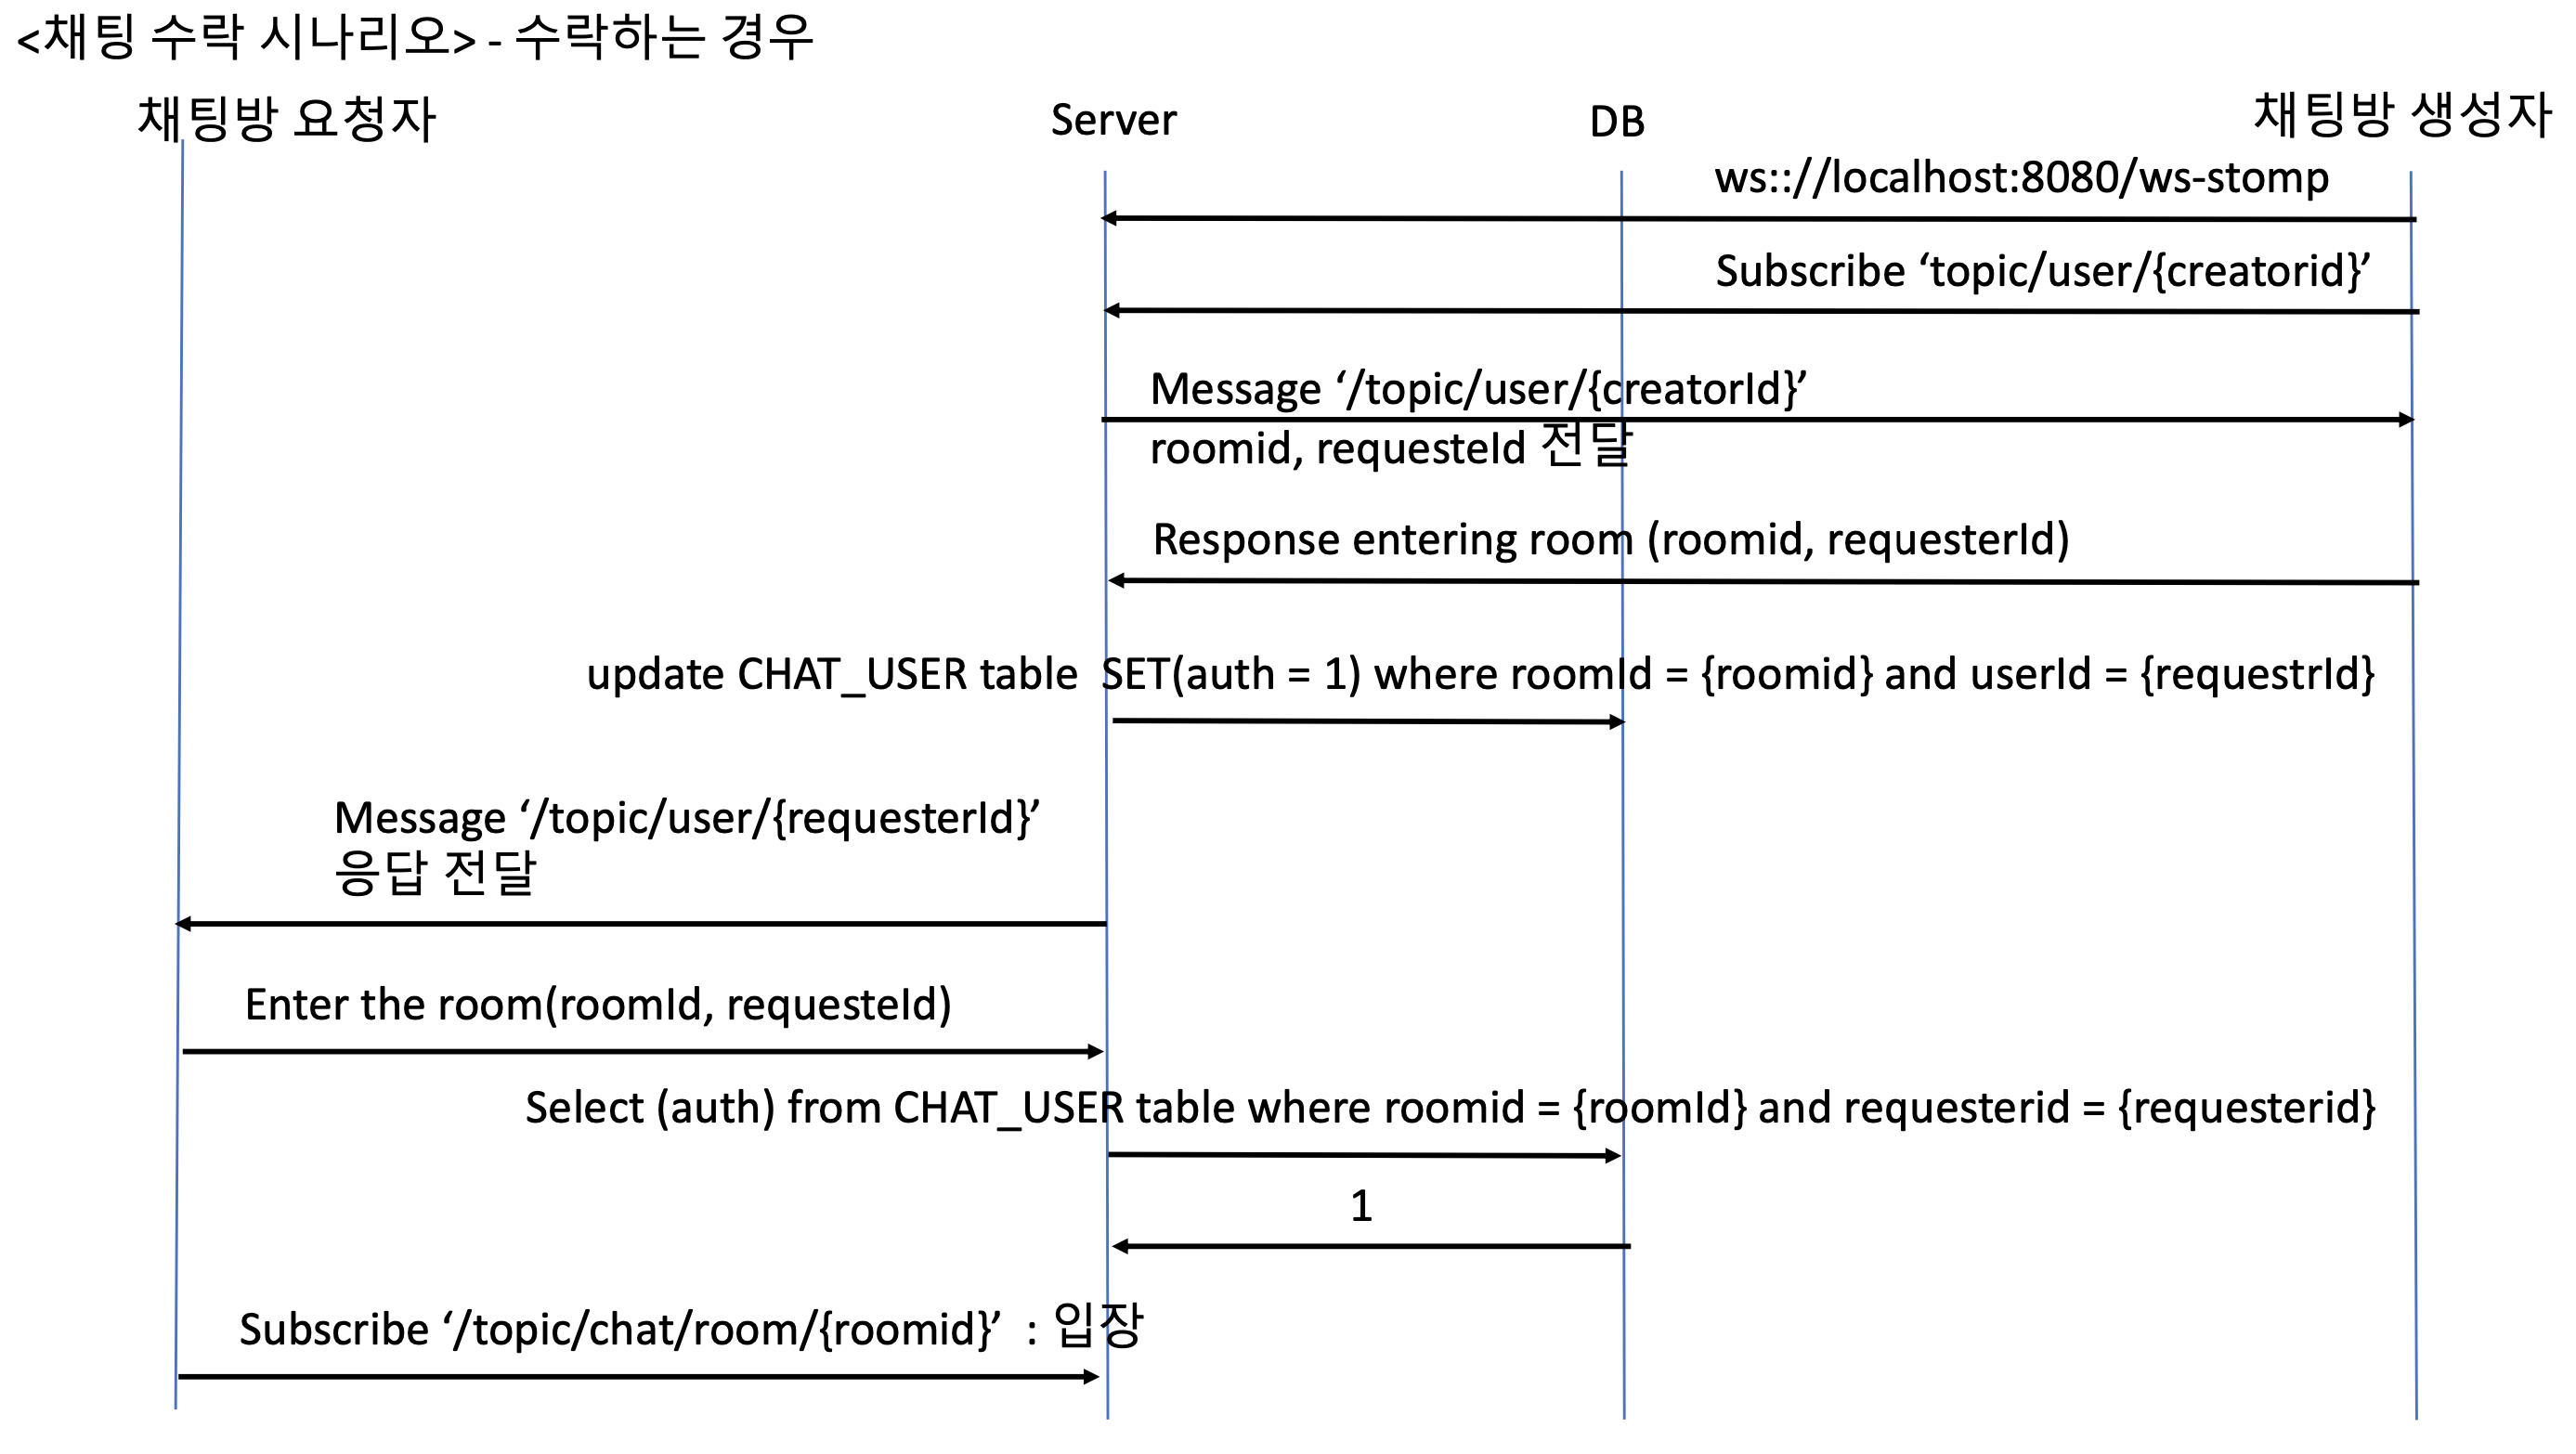 <채팅 수락 시나리오> - 수락하는 경우
채팅방 요청자
Server
DB
채팅방 생성자
ws:://localhost:8080/ws-stomp
Subscribe ‘topic/user/{creatorid}’
Message ‘/topic/user/{creatorId}’
roomid, requesteId 전달
Response entering room (roomid, requesterId)
update CHAT_USER table  SET(auth = 1) where roomId = {roomid} and userId = {requestrId}
Message ‘/topic/user/{requesterId}’
응답 전달
Enter the room(roomId, requesteId)
Select (auth) from CHAT_USER table where roomid = {roomId} and requesterid = {requesterid}
1
Subscribe ‘/topic/chat/room/{roomid}’  : 입장